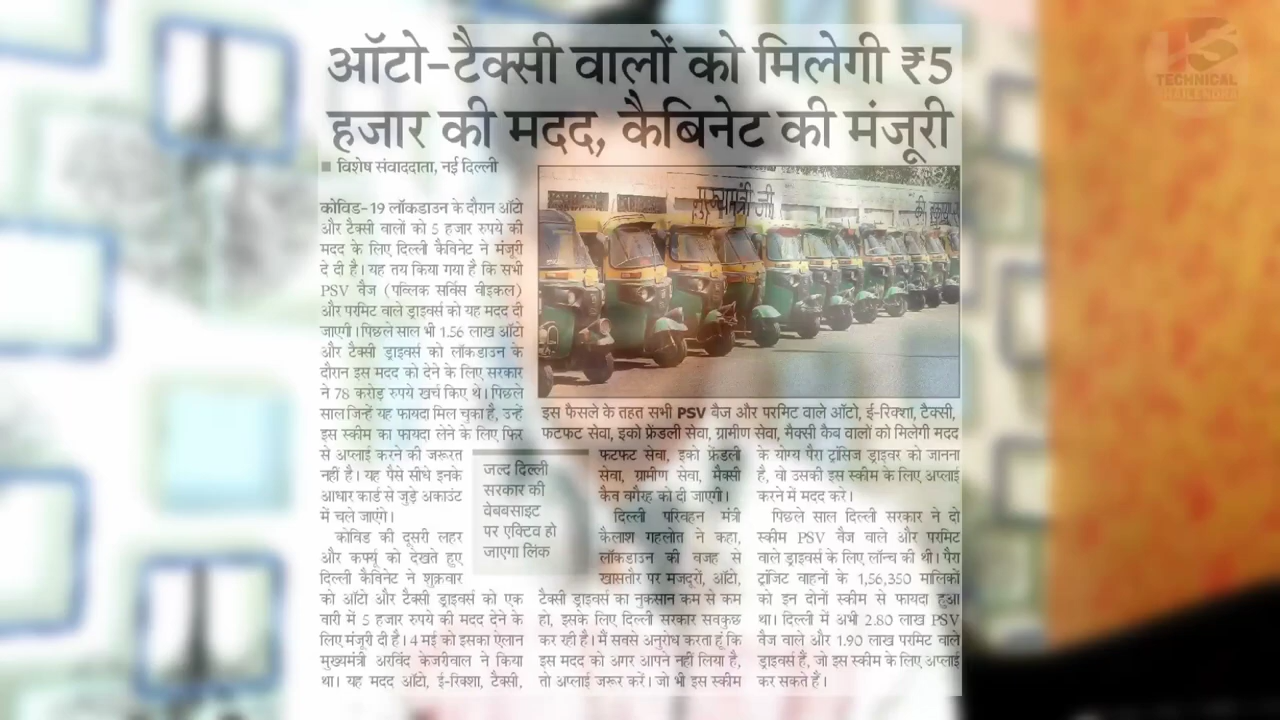 ऑटो-टैक्सी वालों को मिलेगी ₹5
हजार की मदद, कैबिनेट की मंजूरी
■ विशेष संवाददाता, नई दिल्ली
कोविड-19 लॉकडाउन के दौरान ऑटो
और टैक्सी वालों को 5 हजार रुपये की
मदद के लिए दिल्ली कैबिनेट ने मंजूरी
दे दी है। यह तय किया गया है कि सभी
PSV बैज (पब्लिक सर्विस वीइकल)
और परमिट वाले ड्राइवर्स को यह मदद दी
जाएगी। पिछले साल भी 1.56 लाख ऑटो
और टैक्सी ड्राइवर्स को लॉकडाउन के
दौरान इस मदद को देने के लिए सरकार
ने 78 करोड़ रुपये खर्च किए थे। पिछले
साल जिन्हें यह फायदा मिल चुका है, उन्हें
इस स्कीम का फायदा लेने के लिए फिर
से अप्लाई करने की जरूरत
नहीं है। यह पैसे सीधे इनके
आधार कार्ड से जुड़े अकाउंट
में चले जाएंगे।
कोविड की दूसरी लहर
और कर्फ्यू को देखते हुए
दिल्ली कैबिनेट ने शुक्रवार
को ऑटो और टैक्सी ड्राइवर्स को एक
बारी में 5 हजार रुपये की मदद देने के
लिए मंजूरी दी है। 4 मई को इसका ऐलान
मुख्यमंत्री अरविंद केजरीवाल ने किया
था। यह मदद ऑटो, ई-रिक्शा, टैक्सी,
जल्द दिल्ली
सरकार की
वेबबसाइट
पर एक्टिव हो
जाएगा लिंक
मुख्यमंत्री जी
इस फैसले के तहत सभी PSV बैज और परमिट वाले ऑटो, ई-रिक्शा, टैक्सी,
फटफट सेवा, इको फ्रेंडली सेवा, ग्रामीण सेवा, मैक्सी कैब वालों को मिलेगी मदद
फटफट सेवा, इको फ्रेंडली
सेवा, ग्रामीण सेवा, मैक्सी
कैब वगैरह को दी जाएगी।
दिल्ली परिवहन मंत्री
कैलाश गहलोत ने कहा,
लॉकडाउन की वजह से
खासतौर पर मजदूरों, ऑटो,
टैक्सी ड्राइवर्स का नुकसान कम से कम
हो, इसके लिए दिल्ली सरकार सबकुछ
कर रही है। मैं सबसे अनुरोध करता हूं कि
इस मदद को अगर आपने नहीं लिया है,
तो अप्लाई जरूर करें। जो भी इस स्कीम
के योग्य पैरा ट्रांसिज ड्राइवर को जानना
है, वो उसकी इस स्कीम के लिए अप्लाई
करने में मदद करे।
पिछले साल दिल्ली सरकार ने दो
स्कीम PSV बैज वाले और परमिट
वाले ड्राइवर्स के लिए लॉन्च की थी। पैरा
ट्रांजिट वाहनों के 1,56,350 मालिकों
को इन दोनों स्कीम से फायदा हुआ
था। दिल्ली में अभी 2.80 लाख PSV
बैज वाले और 1.90 लाख परमिट वाले
ड्राइवर्स हैं, जो इस स्कीम के लिए अप्लाई
कर सकते हैं।
TECHNICAL